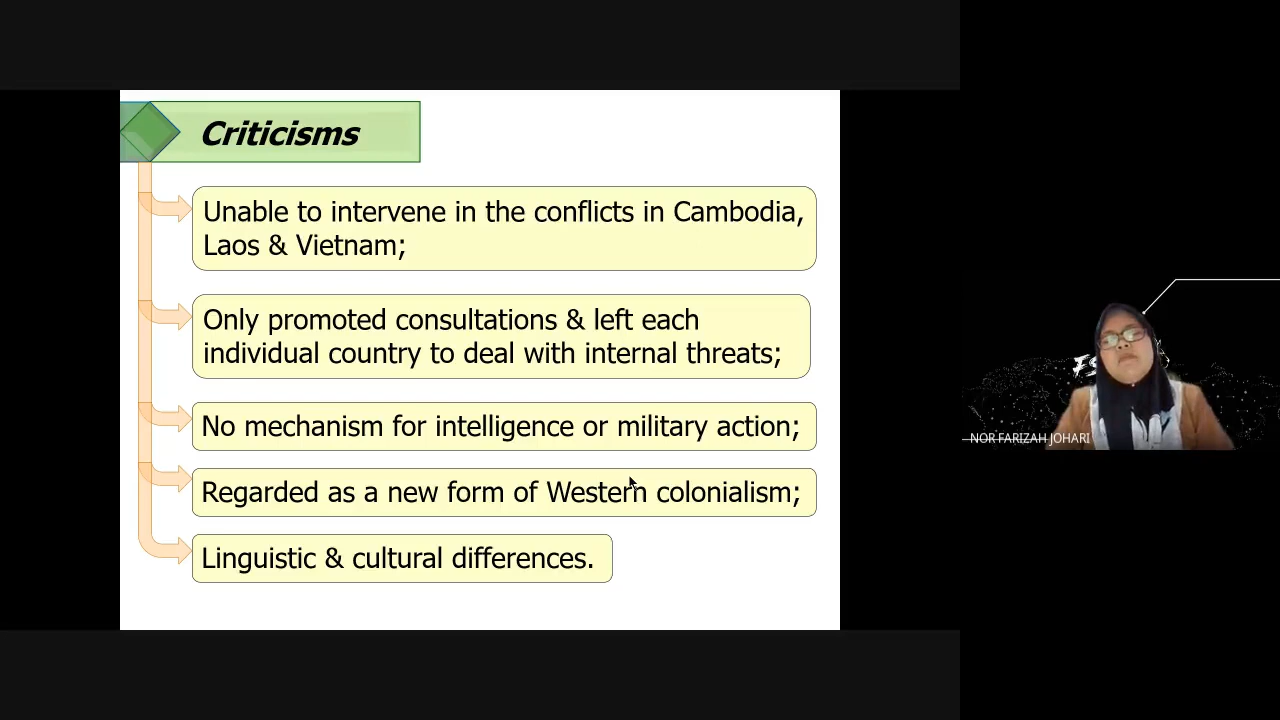 Criticisms
Unable to intervene in the conflicts in Cambodia,
Laos & Vietnam;
Only promoted consultations & left each
individual country to deal with internal threats;
No mechanism for intelligence or military action;
Regarded as a new form of Western colonialism;
Linguistic & cultural differences.
NOR FARIZAH JOHARI